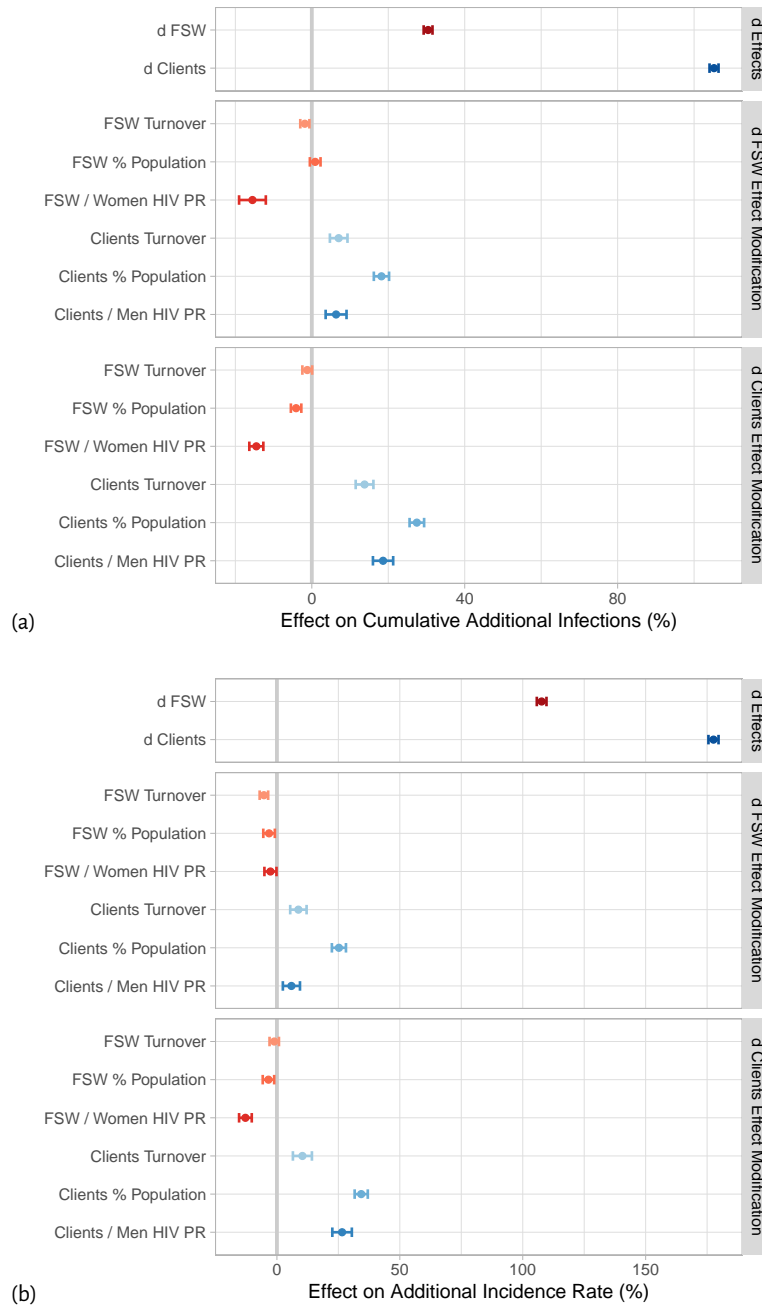 d FSW
d Clients
d Effects
FSW Turnover
FSW % Population
FSW / Women HIV PR
Clients Turnover
Clients % Population
Clients / Men HIV PR
d FSW Effect Modification
FSW Turnover
FSW % Population
FSW / Women HIV PR
Clients Turnover
Clients % Population
Clients / Men HIV PR
d Clients Effect Modification
0 40 80
(a) Effect on Cumulative Additional Infections (%)
d FSW
d Clients
d Effects
FSW Turnover
FSW % Population
FSW / Women HIV PR
Clients Turnover
Clients % Population
Clients / Men HIV PR
d FSW Effect Modification
FSW Turnover
FSW % Population
FSW / Women HIV PR
Clients Turnover
Clients % Population
Clients / Men HIV PR
d Clients Effect Modification
0 50 100 150
(b) Effect on Additional Incidence Rate (%)